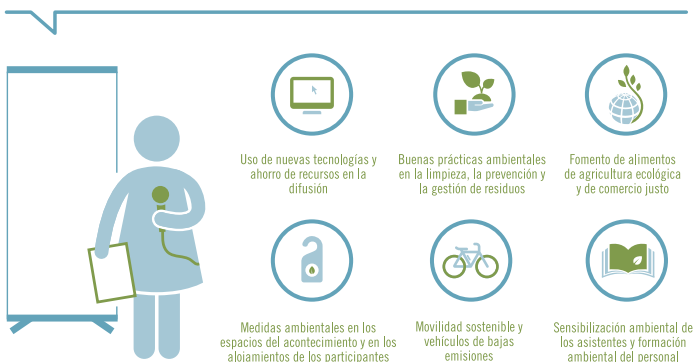 Uso de nuevas tecnologías y
ahorro de recursos en la
difusión
Buenas prácticas ambientales
en la limpieza, la prevención y
la gestión de residuos
Fomento de alimentos
de agricultura ecológica
y de comercio justo
Medidas ambientales en los
espacios del acontecimiento y en los
alojamientos de los participantes
Movilidad sostenible y
vehículos de bajas
emisiones
Sensibilización ambiental de
los asistentes y formación
ambiental del personal